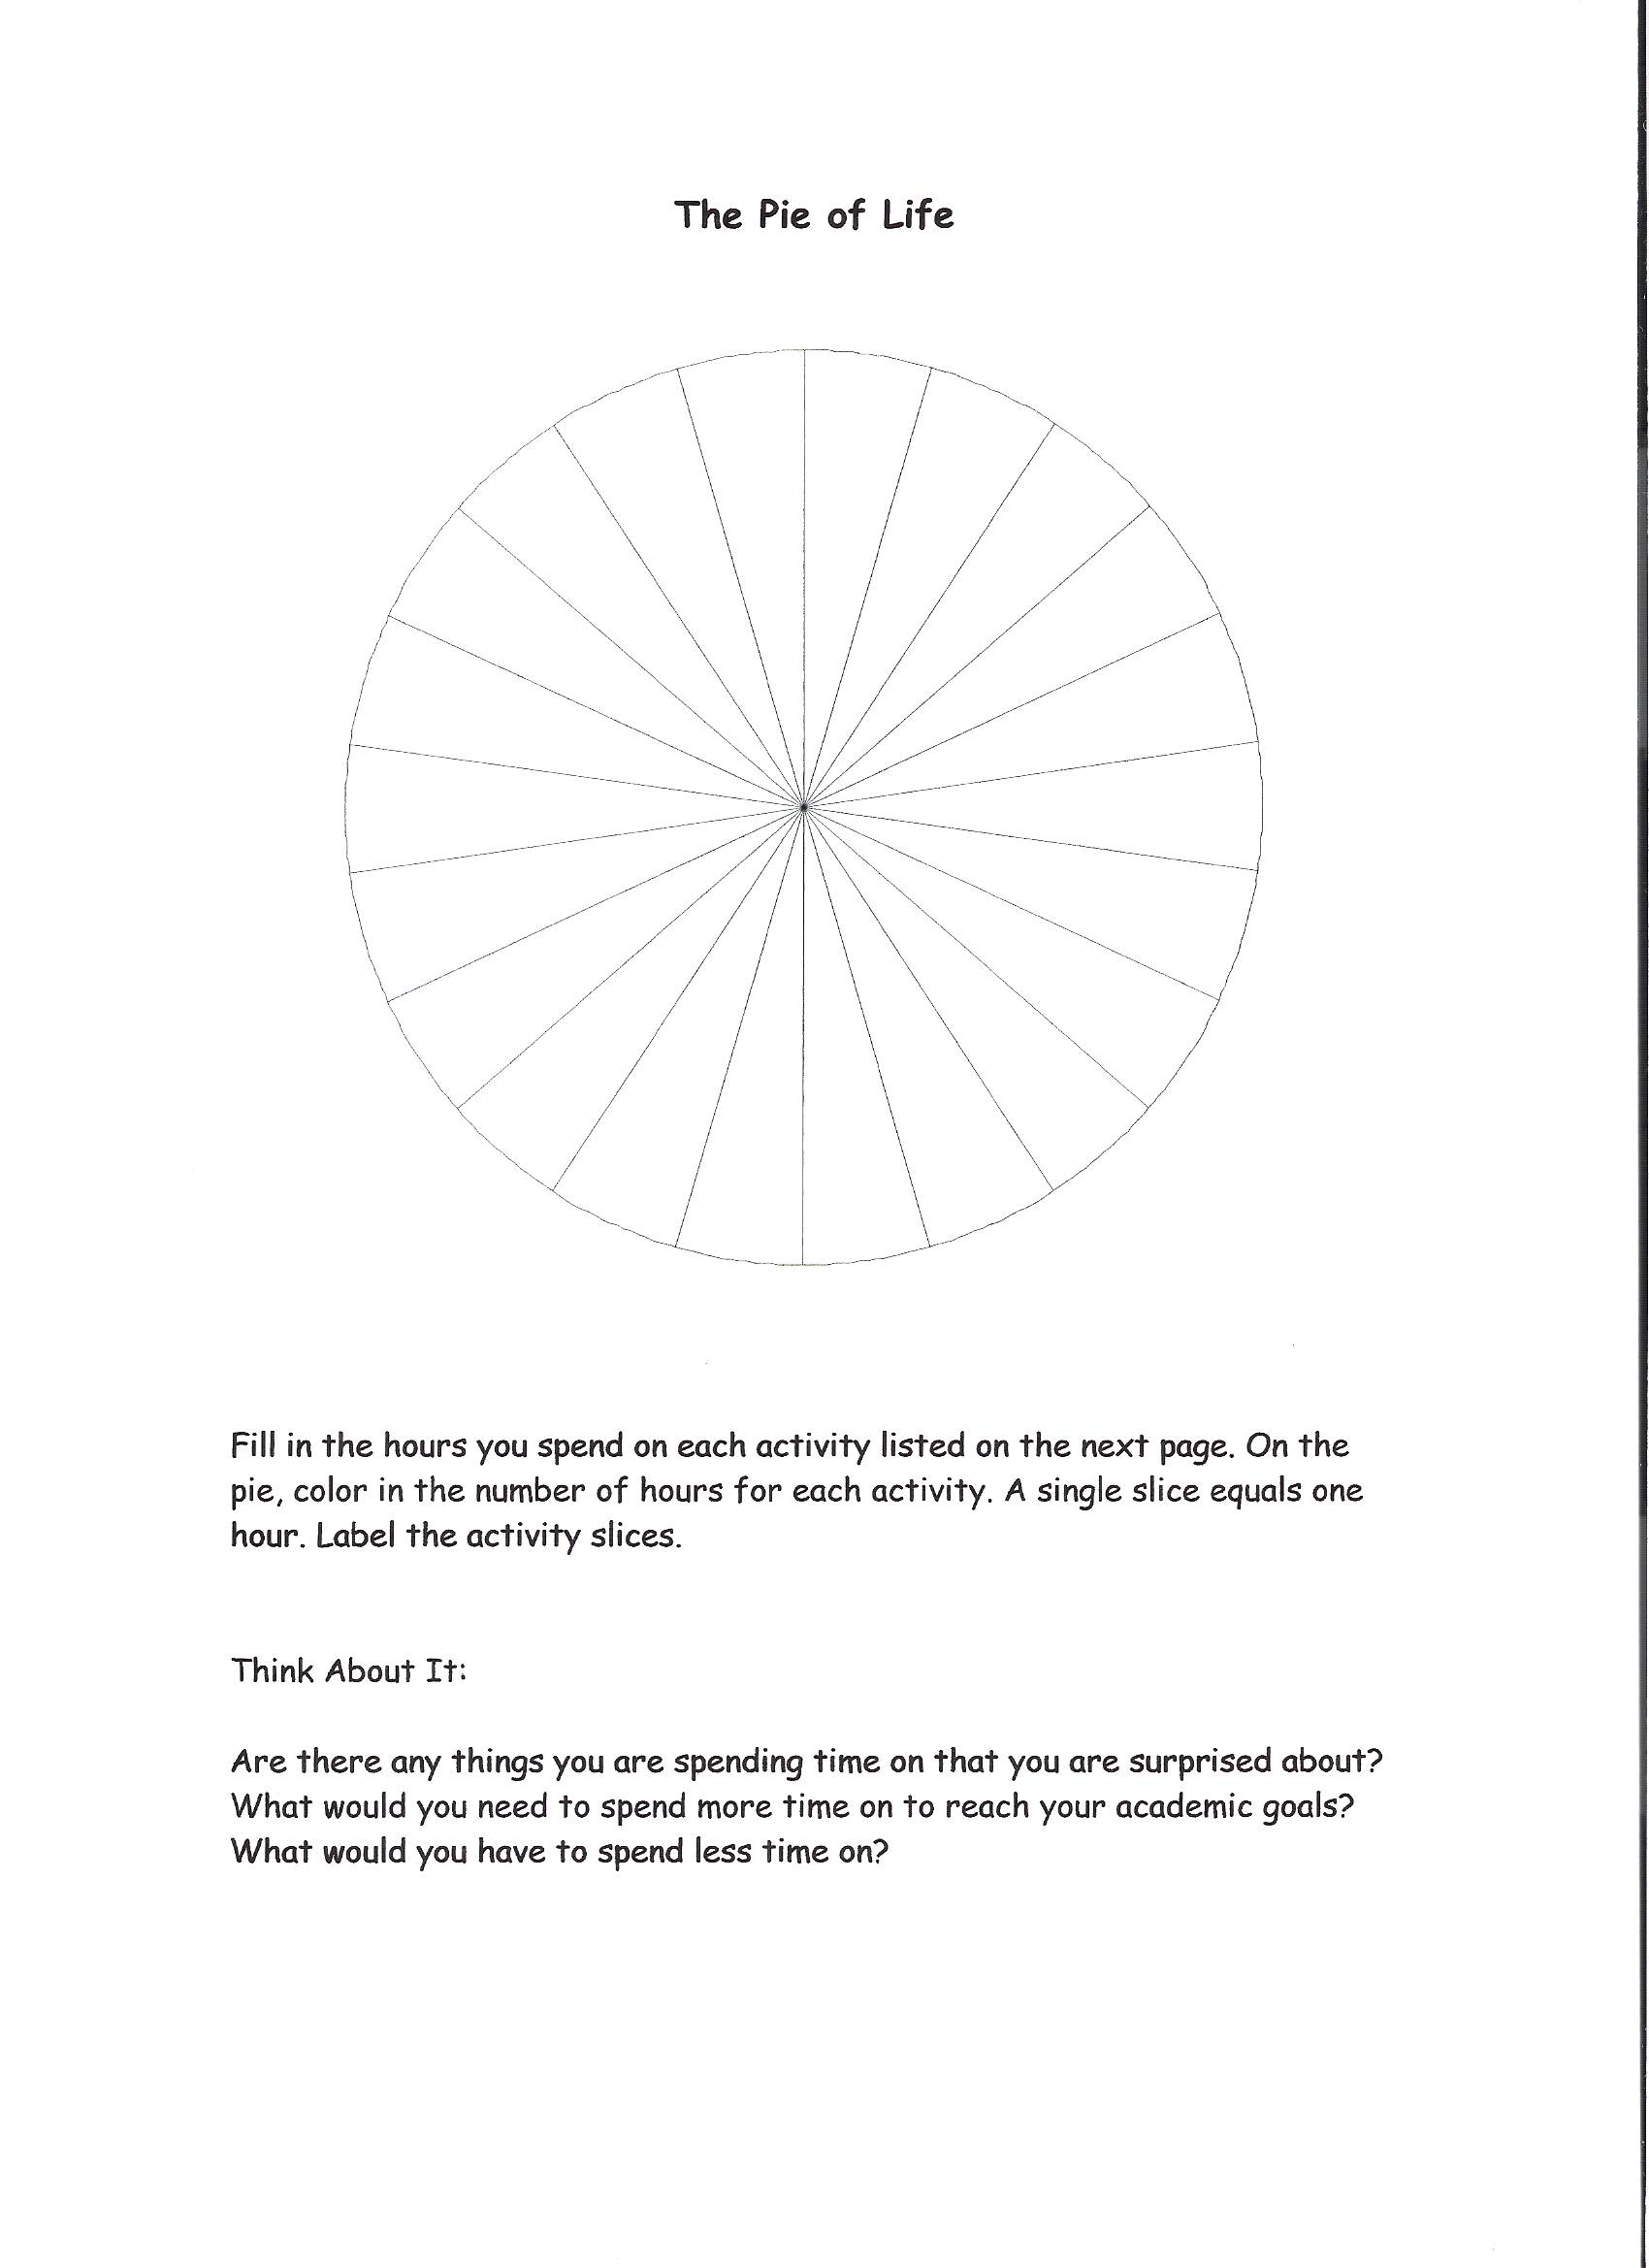 The Pie of Life
Fill in the hours you spend on each activity listed on the next page. On the
pie, color in the number of hours for each activity. A single slice equals one
hour. Label the activity slices.
Think About It:
Are there any things you are spending time on that you are surprised about?
What would you need to spend more time on to reach your academic goals?
What would you have to spend less time on?